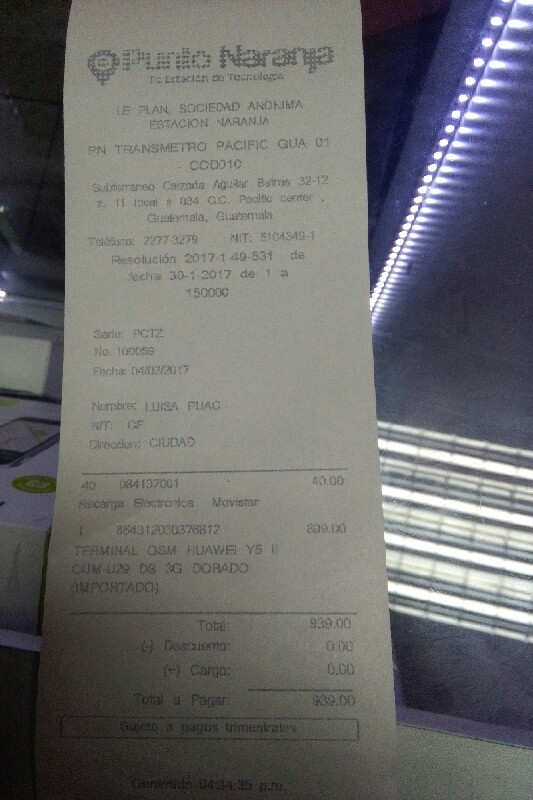 Punto Naranja
Tu Estación de Tecnología
LE PLAN, SOCIEDAD ANONIMA
ESTACION NARANJA
PN TRANSMETRO PACIFIC GUA 01
- COD010
Subterraneo Calzada Aguilar Batres 32-12
z. 11 local s 034 C.C. Pacific center ,
Guatemala, Guatemala
Teléfono: 2277-3279 NIT: 5104349-1
Resolución 2017-1-49-531 de
fecha 30-1-2017 de 1 a
150000
Serie: PCTZ
No. 100059
Fecha: 04/02/2017
Nombre: LUISA PUAC
NIT: CF
Direccion: CIUDAD
40 084137001 40.00
Recarga Electrónica Movistar
1 864312030376812 899.00
TERMINAL GSM HUAWEI Y5 II
CUM-U29 DS 3G DORADO
(IMPORTADO)
Total: 939.00
(-) Descuento: 0.00
(+) Cargo: 0.00
Total a Pagar: 939.00
Sujeto a pagos trimestrales
Generado 04:34:35 p.m.